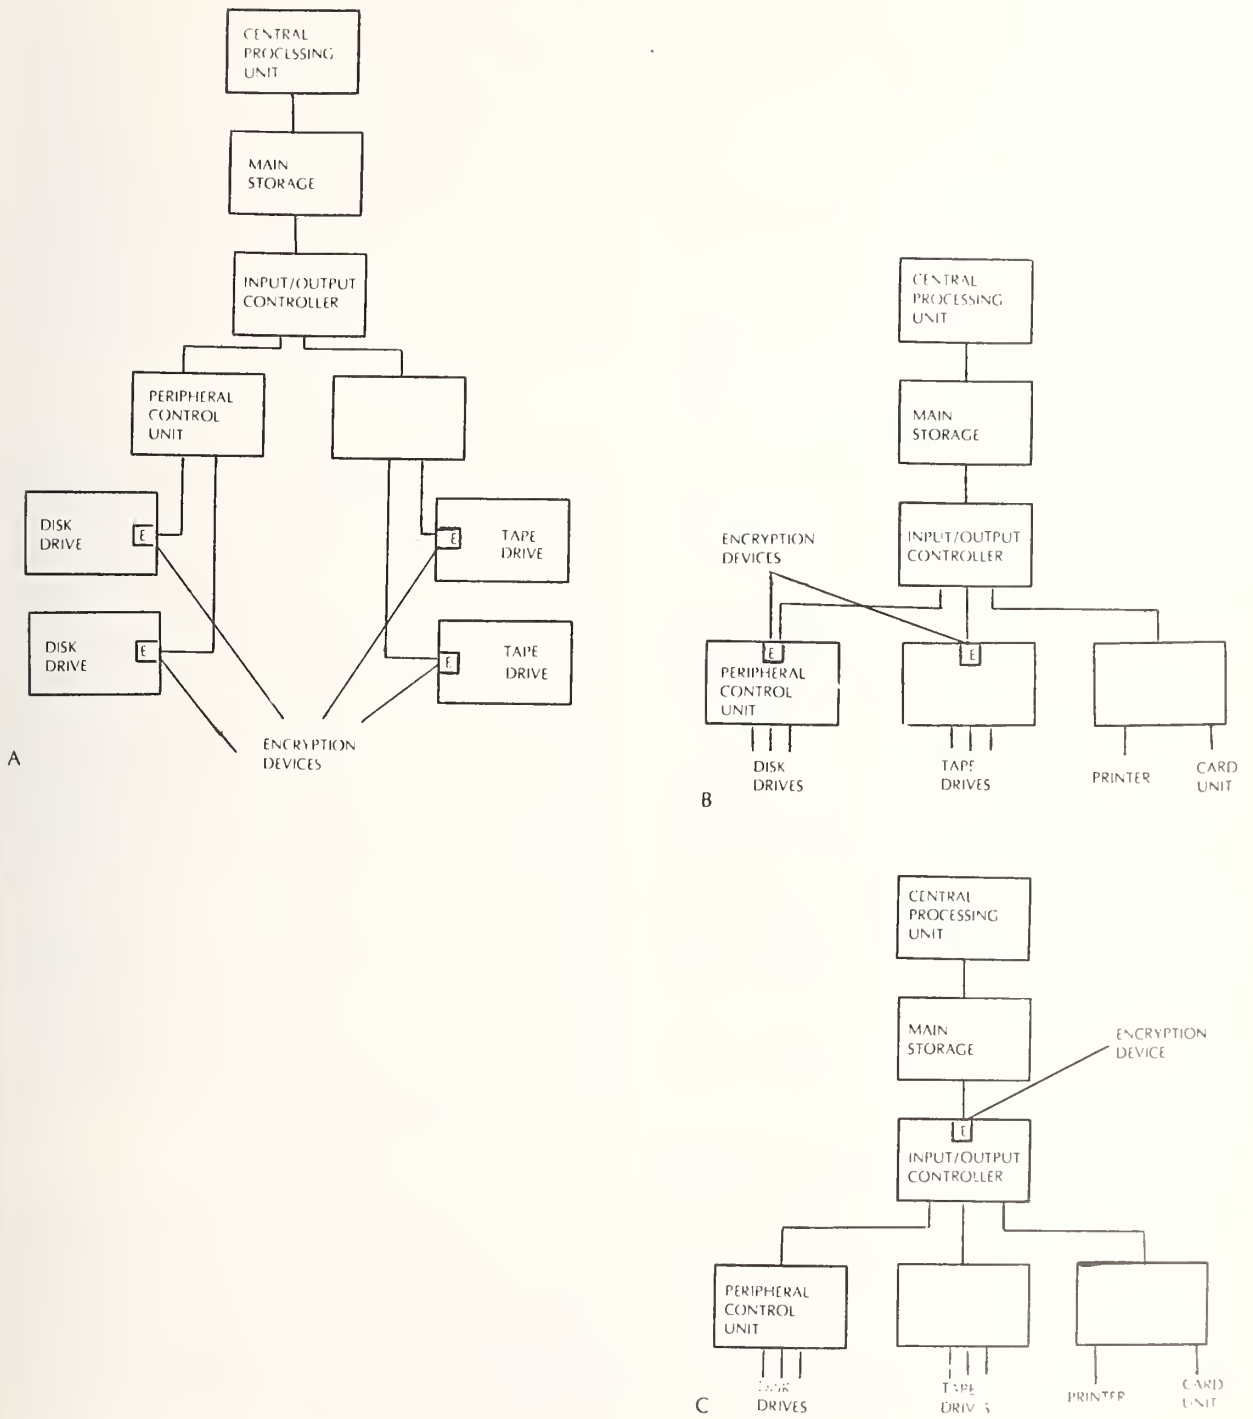 CENTRAL
PROCESSING
UNIT
MAIN
STORAGE
INPUT/OUTPUT
CONTROLLER
PERIPHERAL
CONTROL
UNIT
DISK
DRIVE
E
E
TAPE
DRIVE
DISK
DRIVE
E
E
TAPE
DRIVE
ENCRYPTION
DEVICES
A
CENTRAL
PROCESSING
UNIT
MAIN
STORAGE
INPUT/OUTPUT
CONTROLLER
ENCRYPTION
DEVICES
E
E
PERIPHERAL
CONTROL
UNIT
DISK
DRIVES
TAPE
DRIVES
PRINTER
CARD
UNIT
B
CENTRAL
PROCESSING
UNIT
MAIN
STORAGE
ENCRYPTION
DEVICE
E
INPUT/OUTPUT
CONTROLLER
PERIPHERAL
CONTROL
UNIT
DISK
DRIVES
TAPE
DRIVES
PRINTER
CARD
UNIT
C